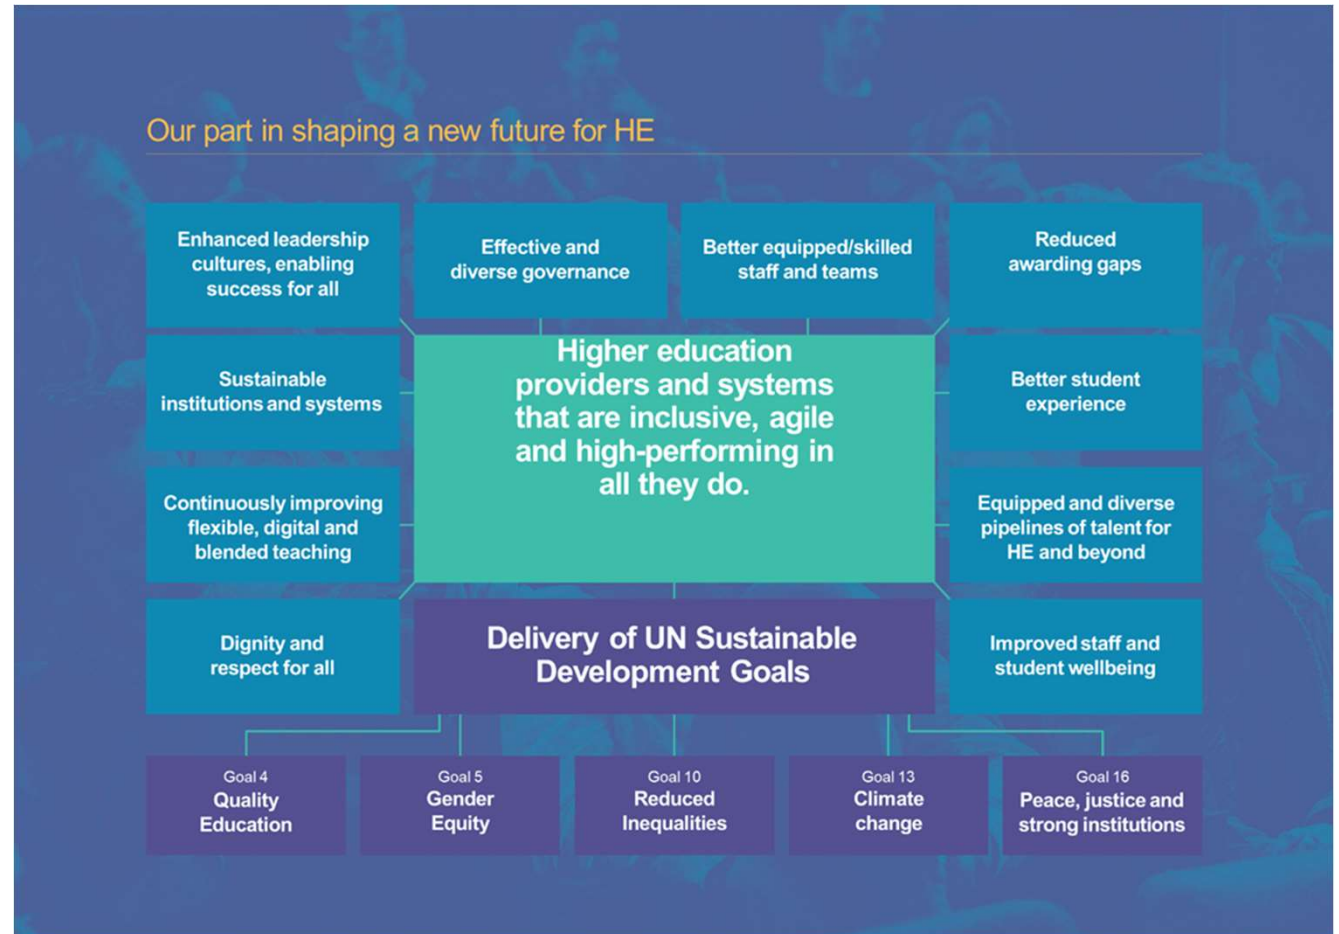 Our part in shaping a new future for HE
Enhanced leadership
cultures, enabling
success for all
Effective and
diverse governance
Better equipped/skilled
staff and teams
Reduced
awarding gaps
Sustainable
institutions and systems
Higher education
providers and systems
that are inclusive, agile
and high-performing in
all they do.
Better student
experience
Continuously improving
flexible, digital and
blended teaching
Equipped and diverse
pipelines of talent for
HE and beyond
Dignity and
respect for all
Delivery of UN Sustainable
Development Goals
Improved staff and
student wellbeing
Goal 4
Quality
Education
Goal 5
Gender
Equity
Goal 10
Reduced
Inequalities
Goal 13
Climate
change
Goal 16
Peace, justice and
strong institutions